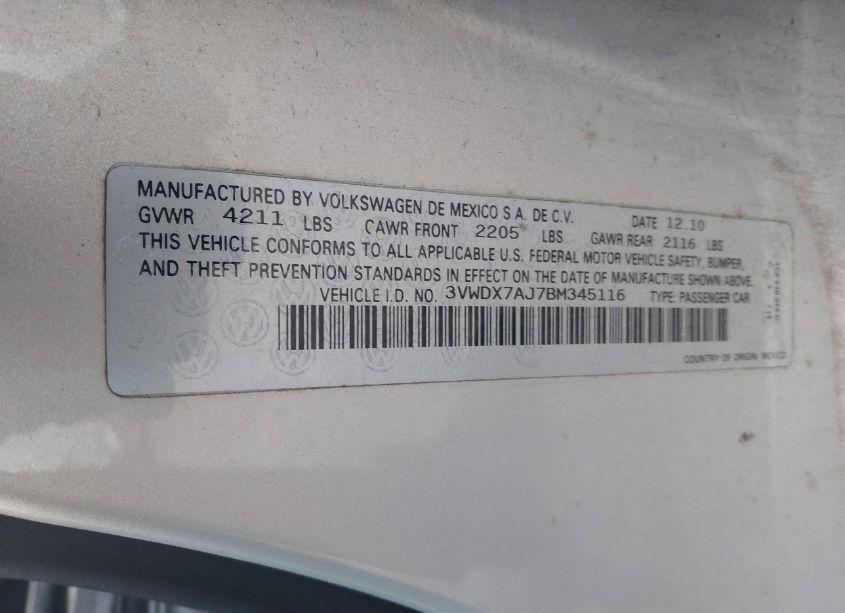 MANUFACTURED BY VOLKSWAGEN DE MEXICO S A. DE C.V. DATE 12.10
GVWR 4211 LBS CAWR FRONT 2205 LBS GAWR REAR 2116 LBS
THIS VEHICLE CONFORMS TO ALL APPLICABLE U.S. FEDERAL MOTOR VEHICLE SAFETY, BUMPER,
AND THEFT PREVENTION STANDARDS IN EFFECT ON THE DATE OF MANUFACTURE SHOWN ABOVE.
VEHICLE I.D. NO. 3VWDX7AJ7BM345116 TYPE: PASSENGER CAR
COUNTRY OF ORIGIN: MEXICO